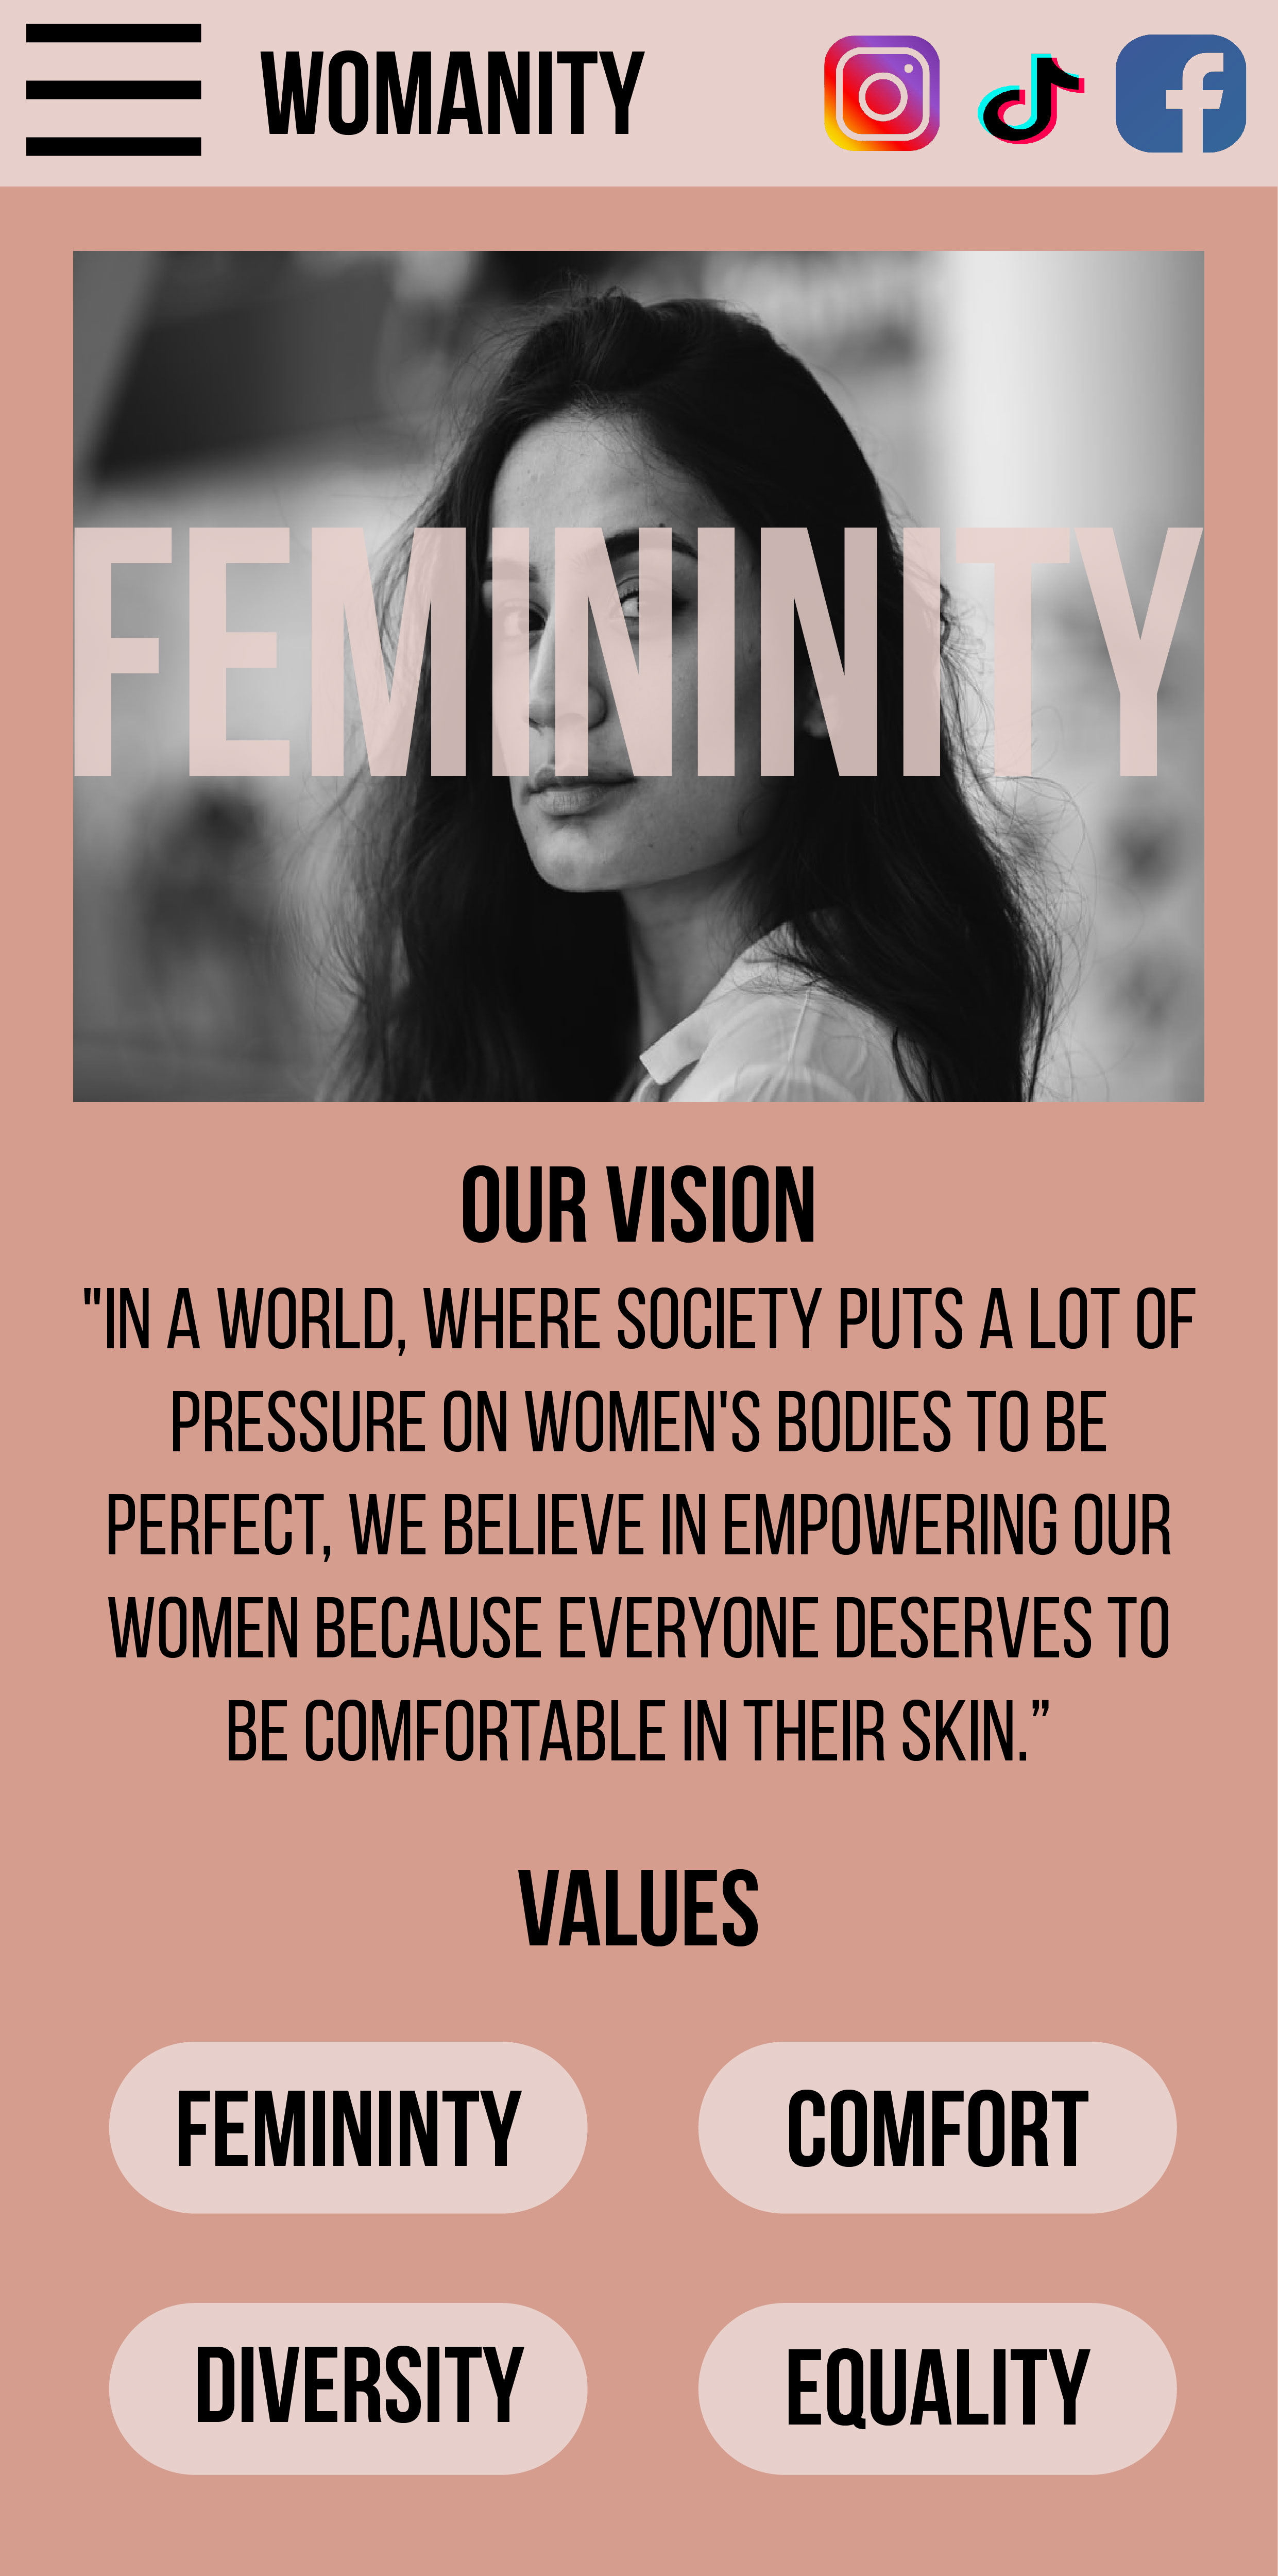 WOMANITY
FEMININITY
OUR VISION
"IN A WORLD, WHERE SOCIETY PUTS A LOT OF
PRESSURE ON WOMEN'S BODIES TO BE
PERFECT, WE BELIEVE IN EMPOWERING OUR
WOMEN BECAUSE EVERYONE DESERVES TO
BE COMFORTABLE IN THEIR SKIN.”
VALUES
FEMININTY
COMFORT
DIVERSITY
EQUALITY